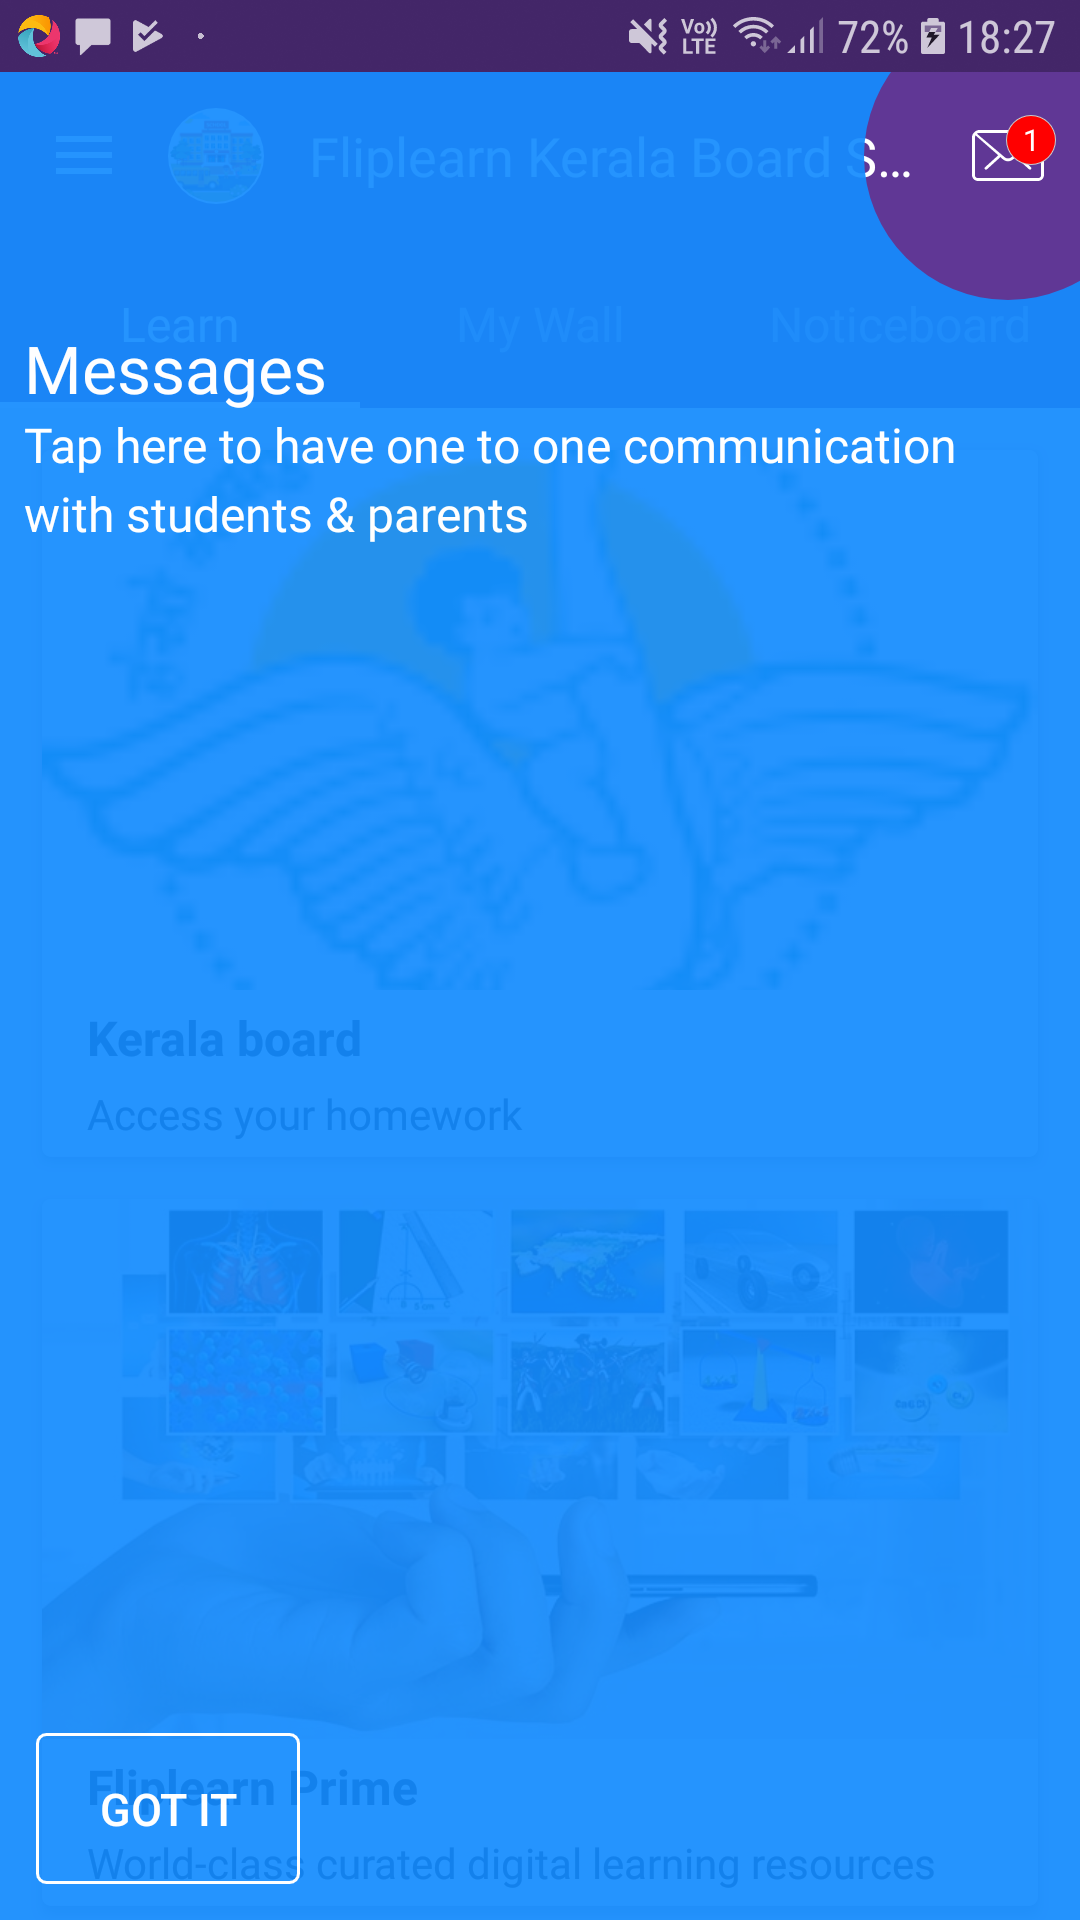 Vo))
LTE
72%
18:27
Fliplearn Kerala Board S...
1
Learn
My Wall
Noticeboard
Messages
Tap here to have one to one communication
with students & parents
Kerala board
Access your homework
Fliplearn Prime
GOT IT
World-class curated digital learning resources